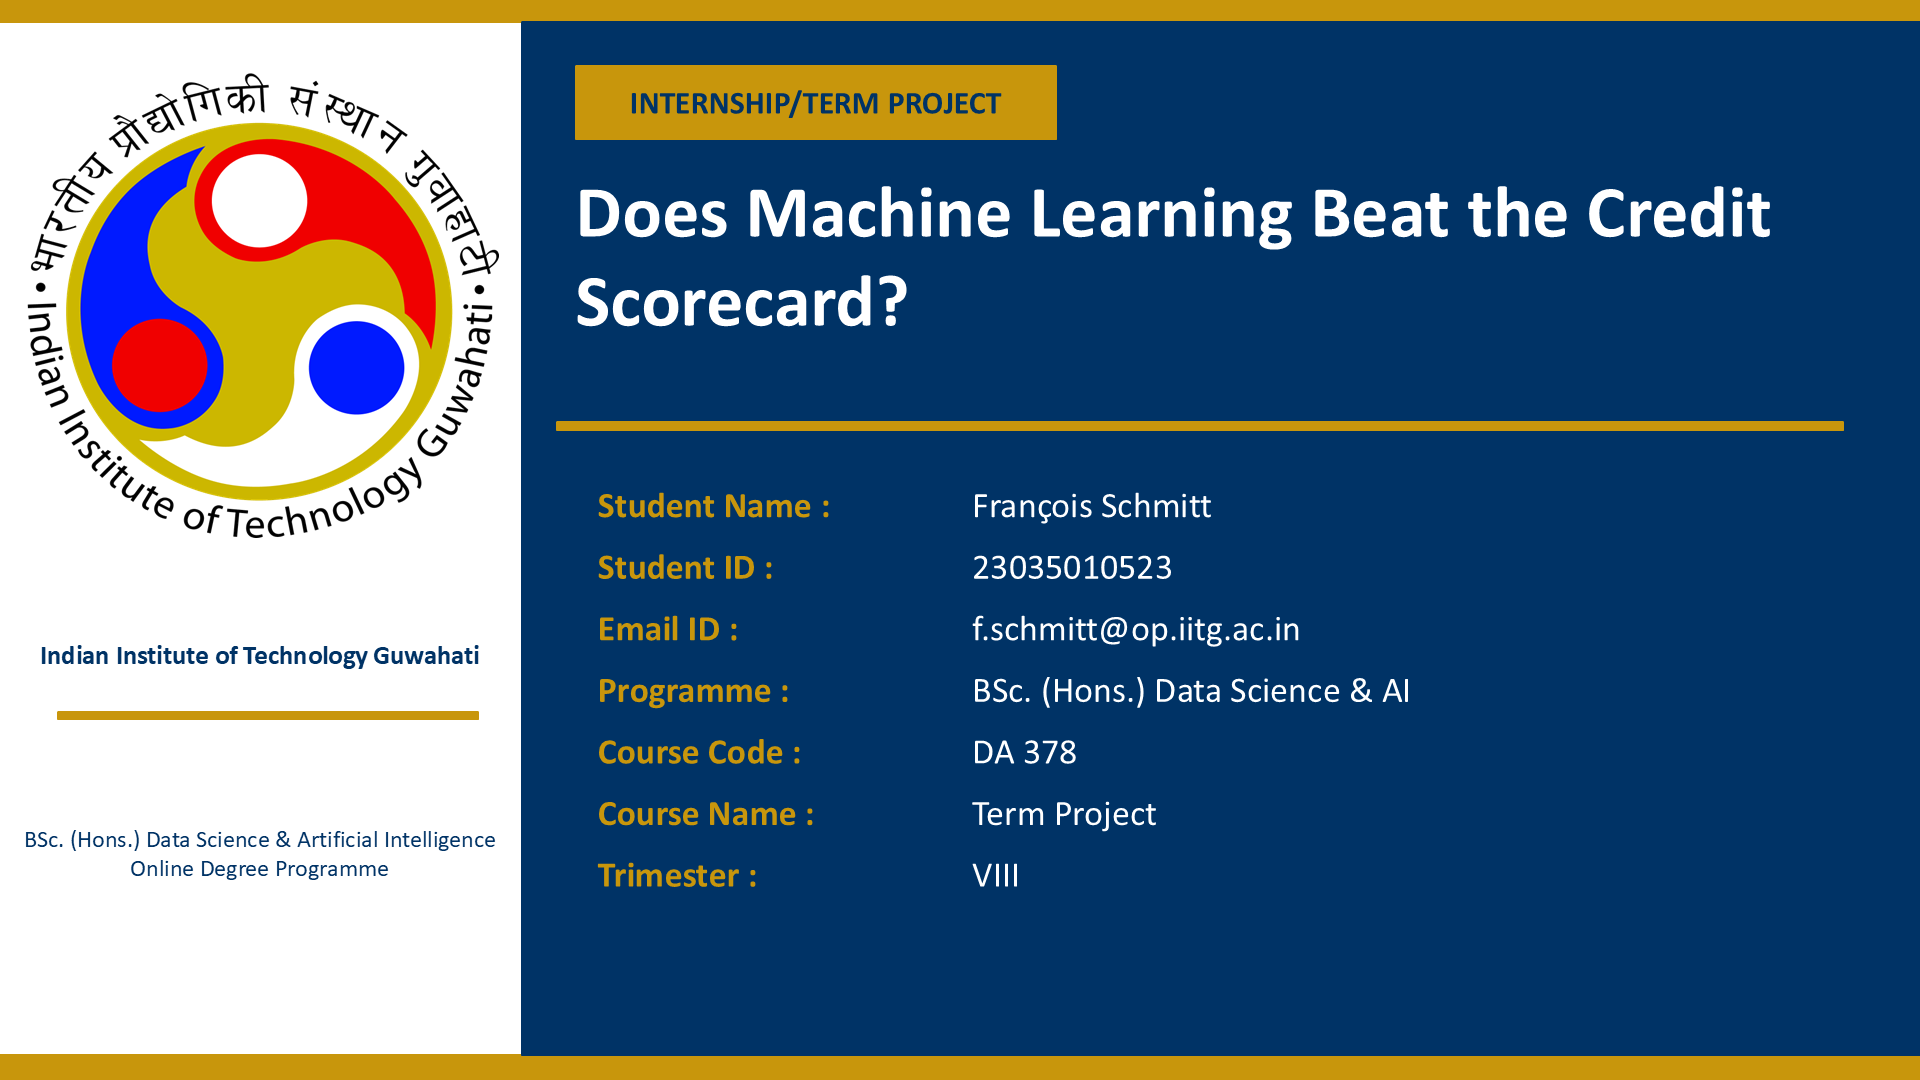 • भारतीय प्रौद्योगिकी संस्थान गुवाहाटी •
Indian Institute of Technology Guwahati
Indian Institute of Technology Guwahati
BSc. (Hons.) Data Science & Artificial Intelligence
Online Degree Programme
INTERNSHIP/TERM PROJECT
Does Machine Learning Beat the Credit
Scorecard?
Student Name : François Schmitt
Student ID : 23035010523
Email ID : f.schmitt@op.iitg.ac.in
Programme : BSc. (Hons.) Data Science & AI
Course Code : DA 378
Course Name : Term Project
Trimester : VIII